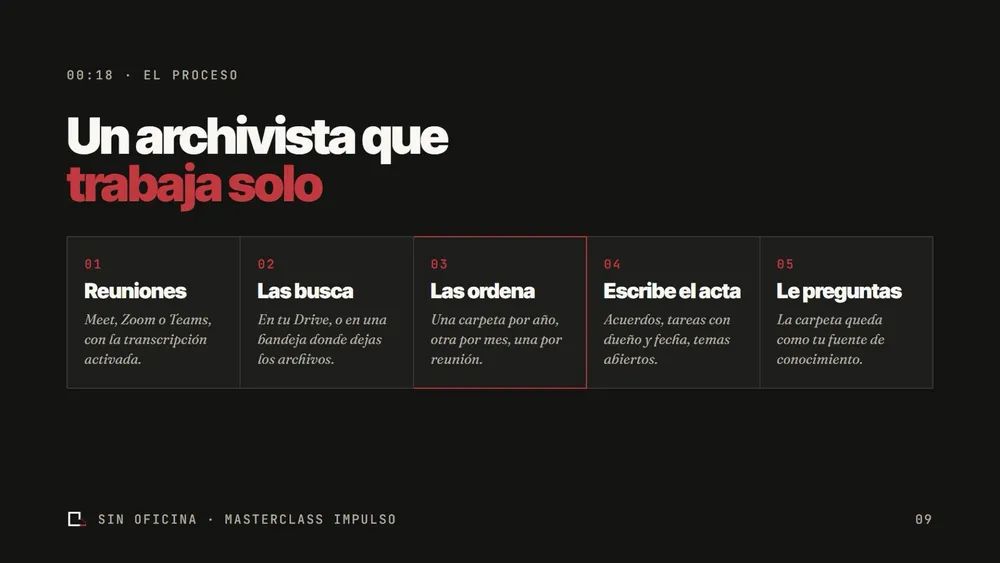 00:18 · EL PROCESO
Un archivista que
trabaja solo
01
Reuniones
Meet, Zoom o Teams,
con la transcripción
activada.
02
Las busca
En tu Drive, o en una
bandeja donde dejas
los archivos.
03
Las ordena
Una carpeta por año,
otra por mes, una por
reunión.
04
Escribe el acta
Acuerdos, tareas con
dueño y fecha, temas
abiertos.
05
Le preguntas
La carpeta queda
como tu fuente de
conocimiento.
SIN OFICINA · MASTERCLASS IMPULSO
09